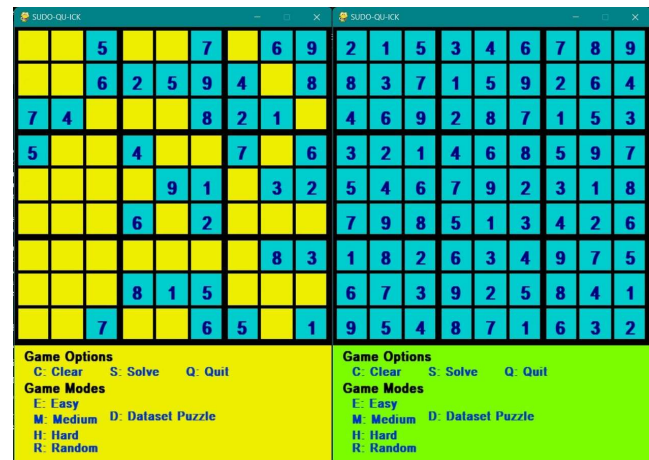 SUDO-QU-ICK
5 7 6 9
6 2 5 9 4 8
7 4 8 2 1
5 4 7 6
9 1 3 2
6 2
8 3
8 1 5
7 6 5 1
Game Options
C: Clear S: Solve Q: Quit
Game Modes
E: Easy
M: Medium D: Dataset Puzzle
H: Hard
R: Random
SUDO-QU-ICK
2 1 5 3 4 6 7 8 9
8 3 7 1 5 9 2 6 4
4 6 9 2 8 7 1 5 3
3 2 1 4 6 8 5 9 7
5 4 6 7 9 2 3 1 8
7 9 8 5 1 3 4 2 6
1 8 2 6 3 4 9 7 5
6 7 3 9 2 5 8 4 1
9 5 4 8 7 1 6 3 2
Game Options
C: Clear S: Solve Q: Quit
Game Modes
E: Easy
M: Medium D: Dataset Puzzle
H: Hard
R: Random